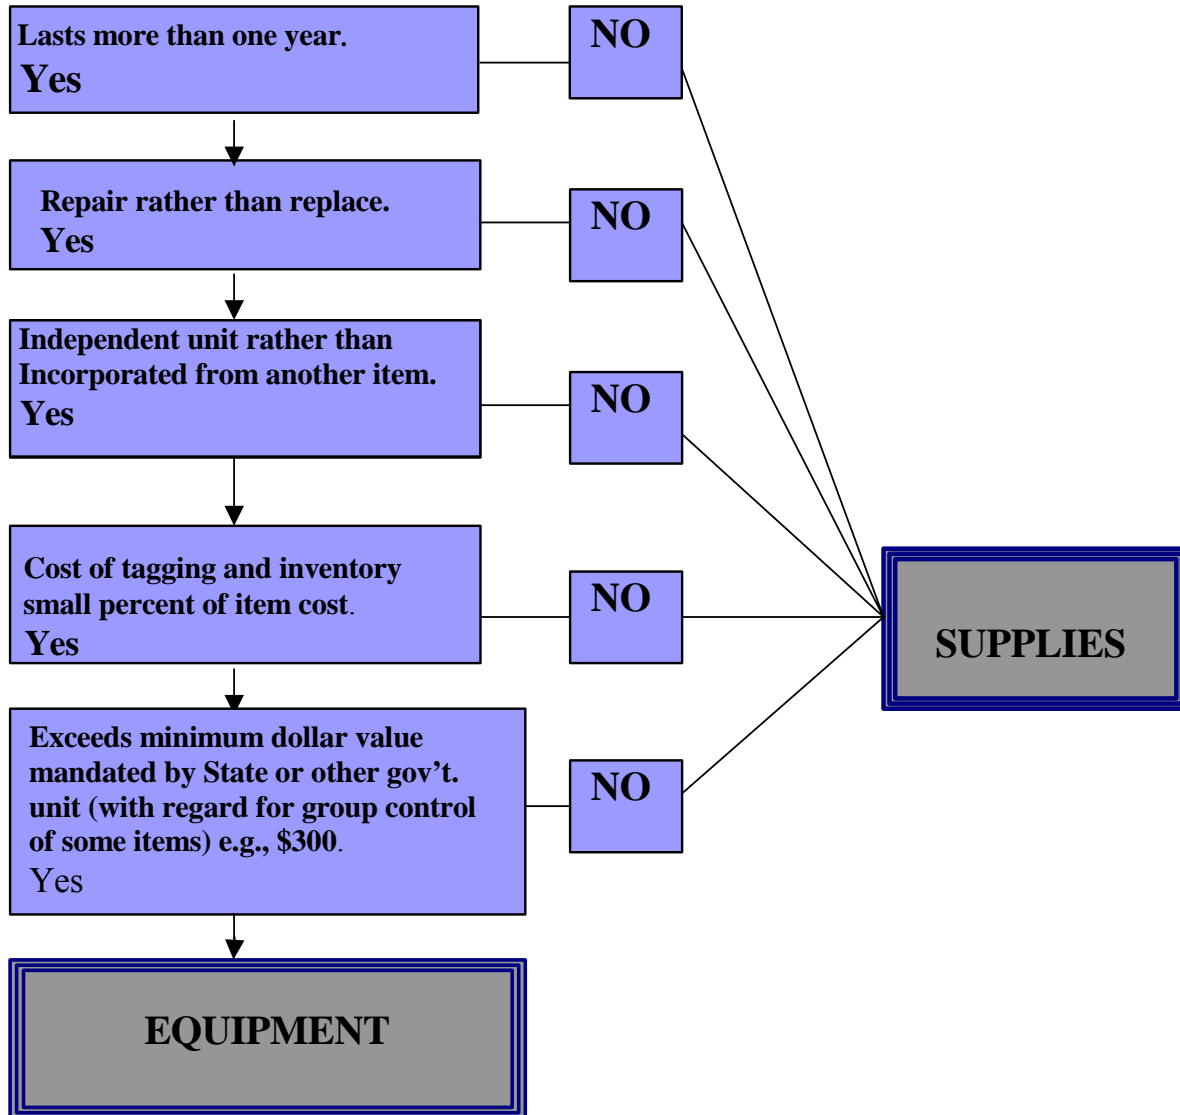 Lasts more than one year.
Yes
NO
Repair rather than replace.
Yes
NO
Independent unit rather than
Incorporated from another item.
Yes
NO
Cost of tagging and inventory
small percent of item cost.
Yes
NO
SUPPLIES
Exceeds minimum dollar value
mandated by State or other gov’t.
unit (with regard for group control
of some items) e.g., $300.
Yes
NO
EQUIPMENT